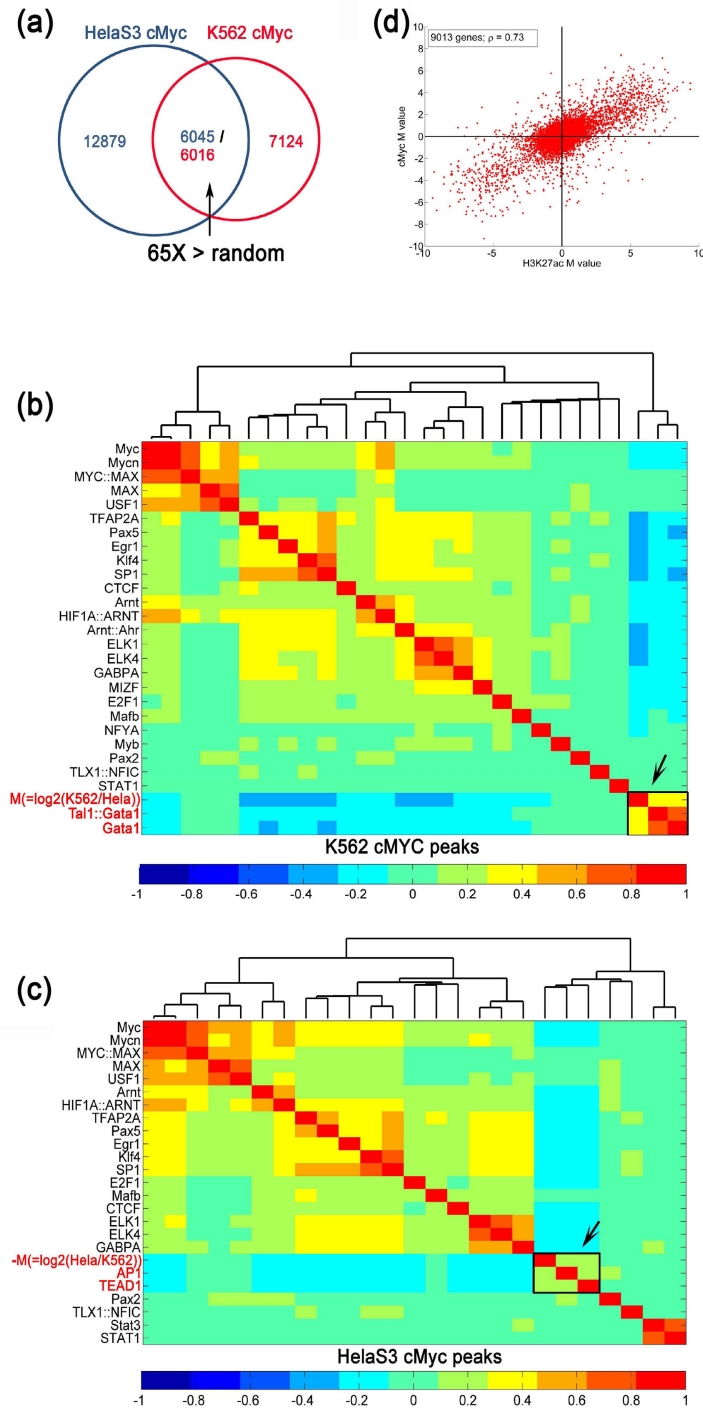 (a)
HelaS3 cMyc K562 cMyc
12879
6045 /
6016
7124
65X > random
(d)
9013 genes; ρ = 0.73
10
8
6
4
2
0
-2
-4
-6
-8
-10
cMyc M value
-10 -5 0 5 10
H3K27ac M value
(b)
Myc
Mycn
MYC::MAX
MAX
USF1
TFAP2A
Pax5
Egr1
Klf4
SP1
CTCF
Arnt
HIF1A::ARNT
Arnt::Ahr
ELK1
ELK4
GABPA
MIZF
E2F1
Mafb
NFYA
Myb
Pax2
TLX1::NFIC
STAT1
M(=log2(K562/Hela))
Tal1::Gata1
Gata1
K562 cMYC peaks
-1 -0.8 -0.6 -0.4 -0.2 0 0.2 0.4 0.6 0.8 1
(c)
Myc
Mycn
MYC::MAX
MAX
USF1
Arnt
HIF1A::ARNT
TFAP2A
Pax5
Egr1
Klf4
SP1
E2F1
Mafb
CTCF
ELK1
ELK4
GABPA
-M(=log2(Hela/K562))
AP1
TEAD1
Pax2
TLX1::NFIC
Stat3
STAT1
HelaS3 cMyc peaks
-1 -0.8 -0.6 -0.4 -0.2 0 0.2 0.4 0.6 0.8 1